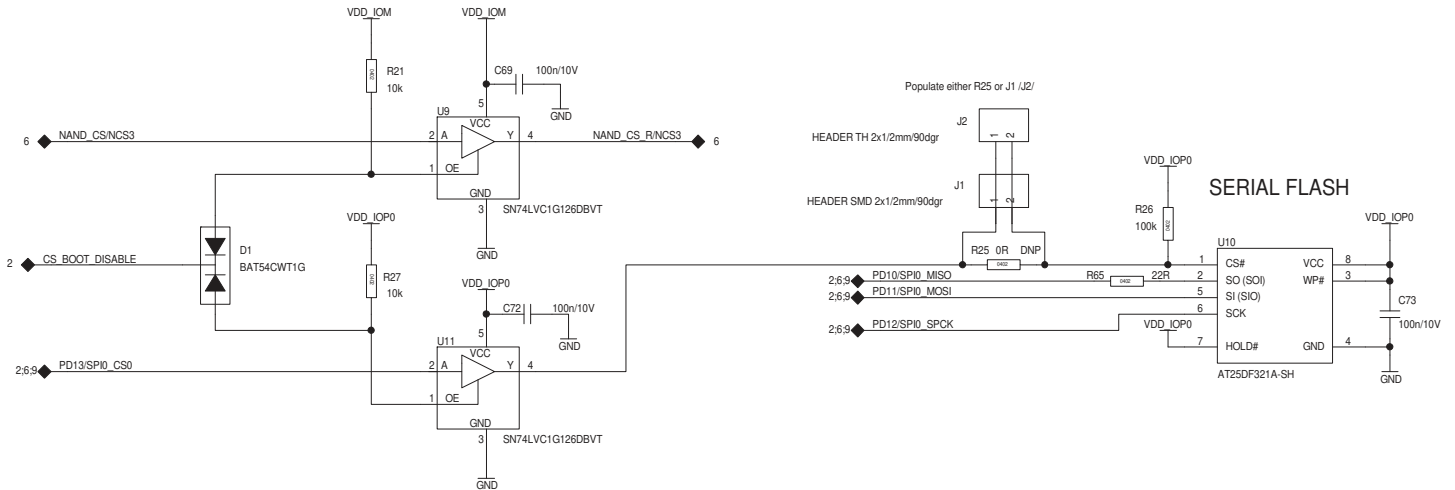 VDD_IOM
VDD_IOM
R21
10k
0402
C69
100n/10V
GND
5
U9
VCC
6
NAND_CS/NCS3
2
A
Y
4
NAND_CS_R/NCS3
6
1
OE
GND
3
SN74LVC1G126DBVT
GND
VDD_IOP0
2
CS_BOOT_DISABLE
D1
BAT54CWT1G
R27
10k
0402
VDD_IOP0
C72
100n/10V
GND
5
U11
VCC
2;6;9
PD13/SPI0_CS0
2
A
Y
4
1
OE
GND
3
SN74LVC1G126DBVT
GND
Populate either R25 or J1 /J2/
J2
1
2
HEADER TH 2x1/2mm/90dgr
J1
1
2
HEADER SMD 2x1/2mm/90dgr
R25
0R
DNP
0402
VDD_IOP0
R26
100k
0402
SERIAL FLASH
VDD_IOP0
U10
1
CS#
VCC
8
2;6;9
PD10/SPI0_MISO
R65
22R
0402
2
SO (SOI)
WP#
3
2;6;9
PD11/SPI0_MOSI
5
SI (SIO)
6
SCK
2;6;9
PD12/SPI0_SPCK
VDD_IOP0
7
HOLD#
GND
4
C73
100n/10V
AT25DF321A-SH
GND